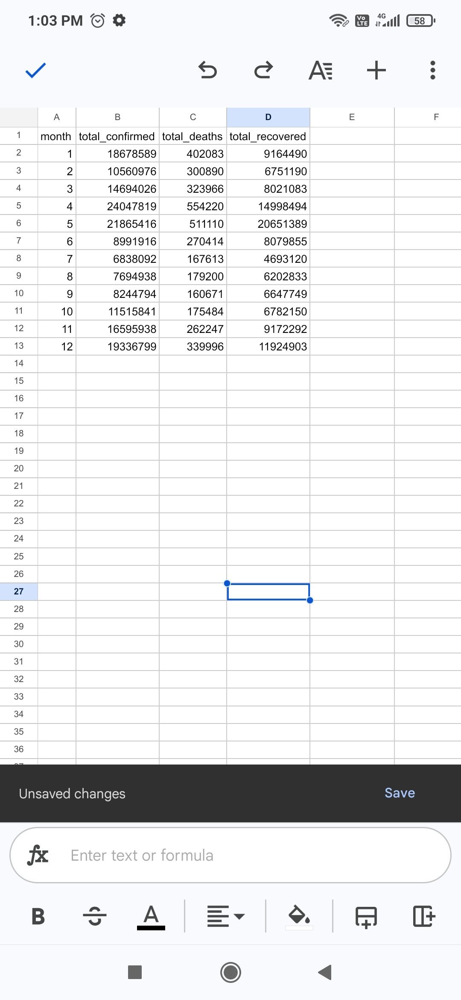 1:03 PM Vo LTE 4G 58
A B C D E F
1 month total_confirmed total_deaths total_recovered
2 1 18678589 402083 9164490
3 2 10560976 300890 6751190
4 3 14694026 323966 8021083
5 4 24047819 554220 14998494
6 5 21865416 511110 20651389
7 6 8991916 270414 8079855
8 7 6838092 167613 4693120
9 8 7694938 179200 6202833
10 9 8244794 160671 6647749
11 10 11515841 175484 6782150
12 11 16595938 262247 9172292
13 12 19336799 339996 11924903
14
15
16
17
18
19
20
21
22
23
24
25
26
27
28
29
30
31
32
33
34
35
36
Unsaved changes Save
fx Enter text or formula
B S A